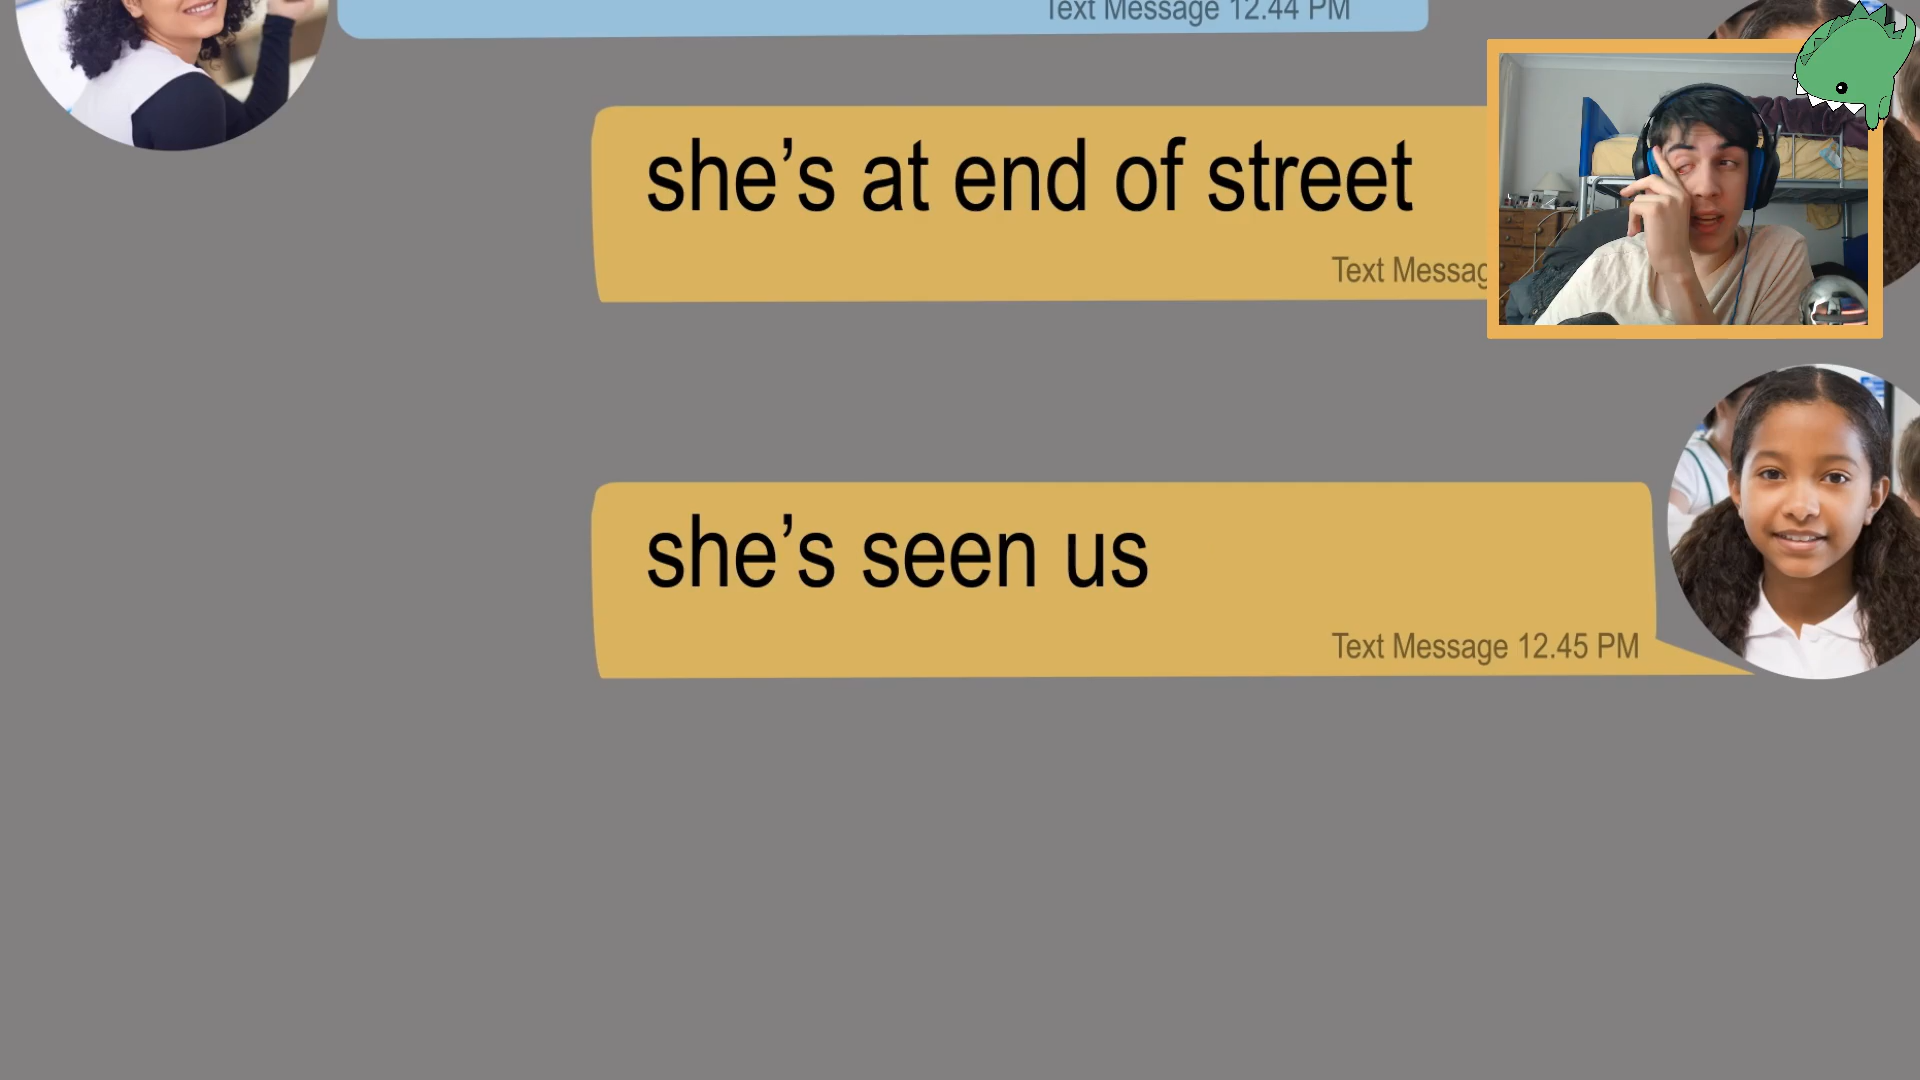 Text Message 12.44 PM
she’s at end of street
Text
she’s seen us
Text Message 12.45 PM